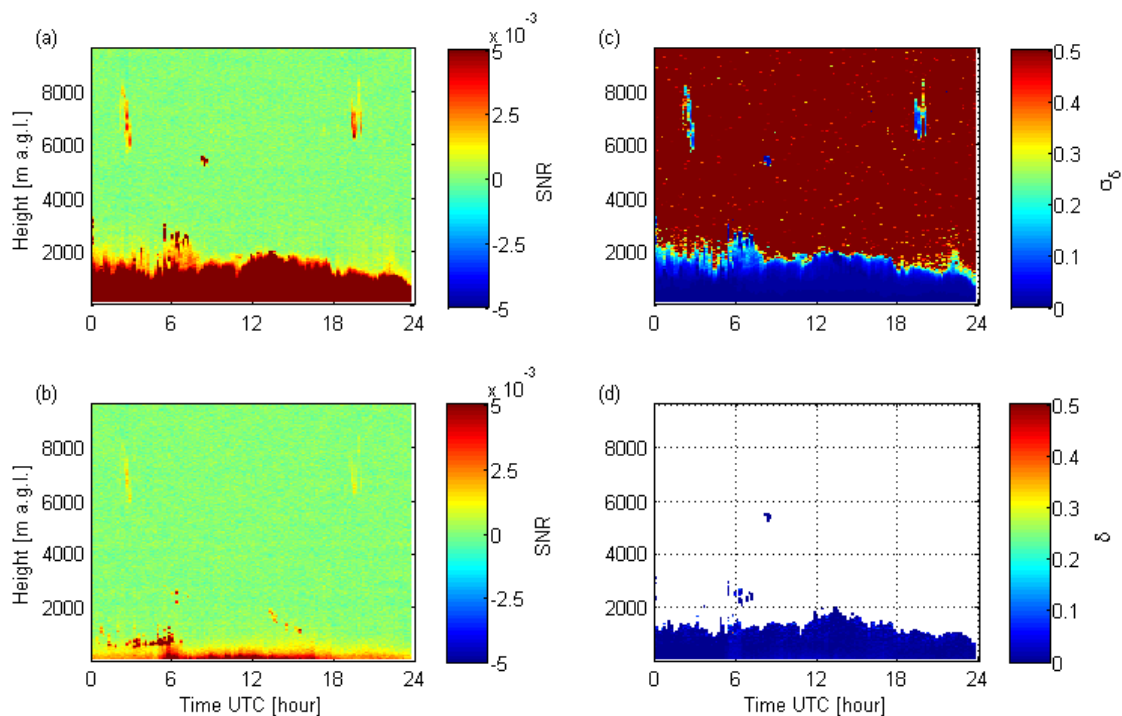 (a)
x 10⁻³
8000
6000
4000
2000
Height [m a.g.l.]
0 6 12 18 24
5
2.5
0
-2.5
-5
SNR
(c)
8000
6000
4000
2000
0 6 12 18 24
0.5
0.4
0.3
0.2
0.1
0
σδ
(b)
x 10⁻³
8000
6000
4000
2000
Height [m a.g.l.]
0 6 12 18 24
Time UTC [hour]
5
2.5
0
-2.5
-5
SNR
(d)
8000
6000
4000
2000
0 6 12 18 24
Time UTC [hour]
0.5
0.4
0.3
0.2
0.1
0
δ